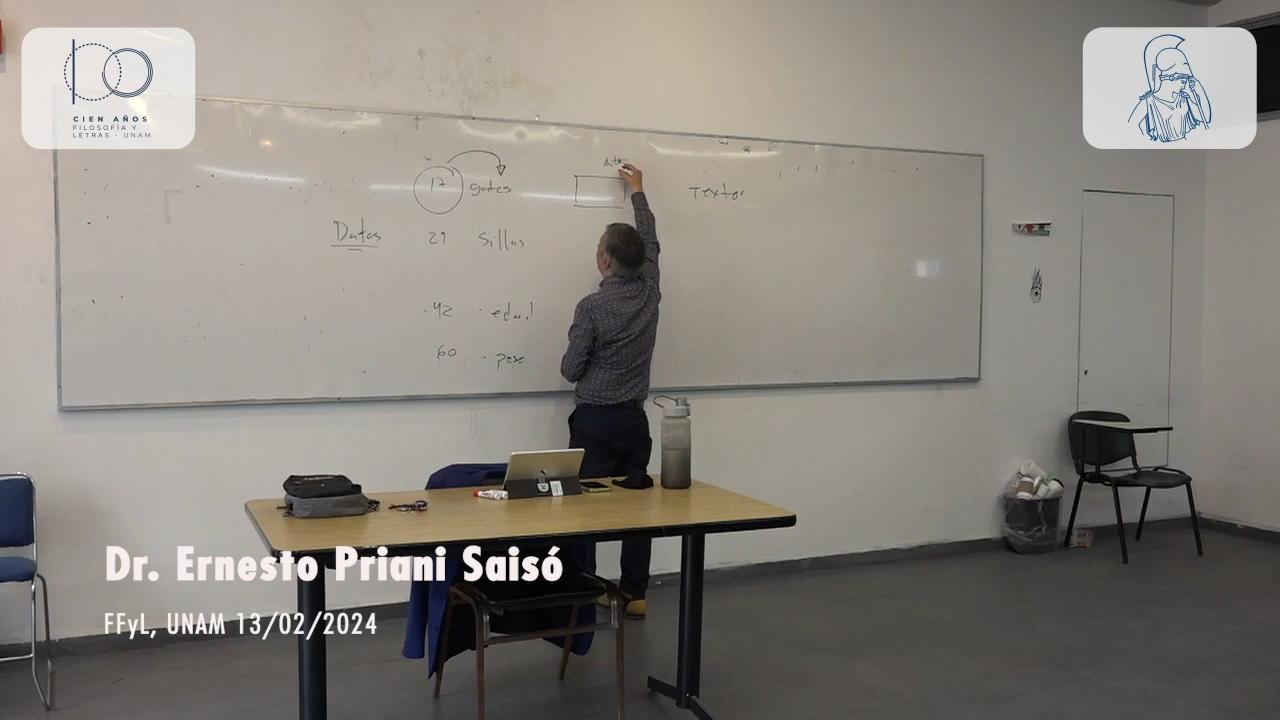 CIEN AÑOS
FILOSOFÍA Y
LETRAS - UNAM
17 gatos
Textos
Datos 29 sillas
42 edad
60 peso
Dr. Ernesto Priani Saisó
FFyL, UNAM 13/02/2024